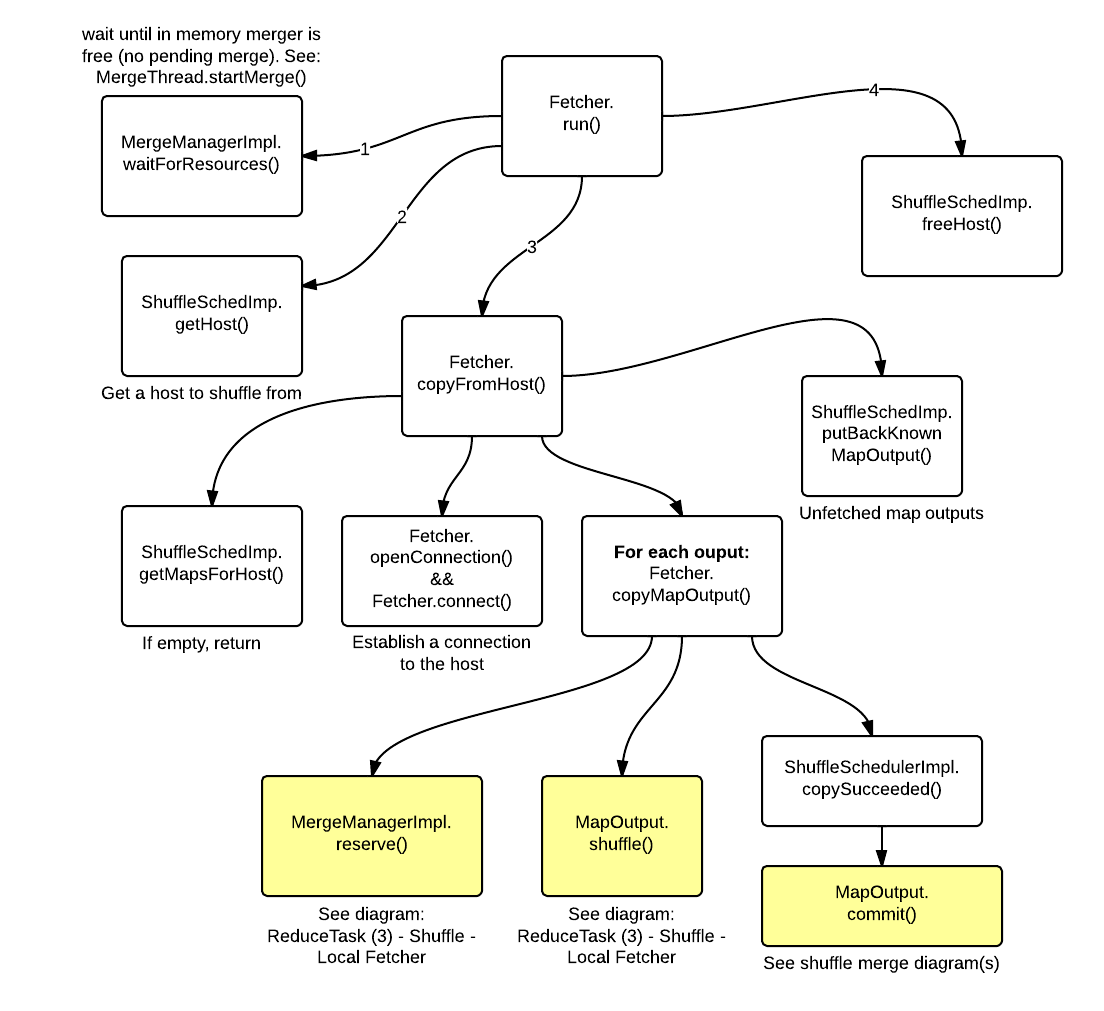 wait until in memory merger is
free (no pending merge). See:
MergeThread.startMerge()
MergeManagerImpl.
waitForResources()
1
Fetcher.
run()
4
ShuffleSchedImp.
freeHost()
2
3
ShuffleSchedImp.
getHost()
Get a host to shuffle from
Fetcher.
copyFromHost()
ShuffleSchedImp.
putBackKnown
MapOutput()
Unfetched map outputs
ShuffleSchedImp.
getMapsForHost()
If empty, return
Fetcher.
openConnection()
&&
Fetcher.connect()
Establish a connection
to the host
For each ouput:
Fetcher.
copyMapOutput()
MergeManagerImpl.
reserve()
See diagram:
ReduceTask (3) - Shuffle -
Local Fetcher
MapOutput.
shuffle()
See diagram:
ReduceTask (3) - Shuffle -
Local Fetcher
ShuffleSchedulerImpl.
copySucceeded()
MapOutput.
commit()
See shuffle merge diagram(s)